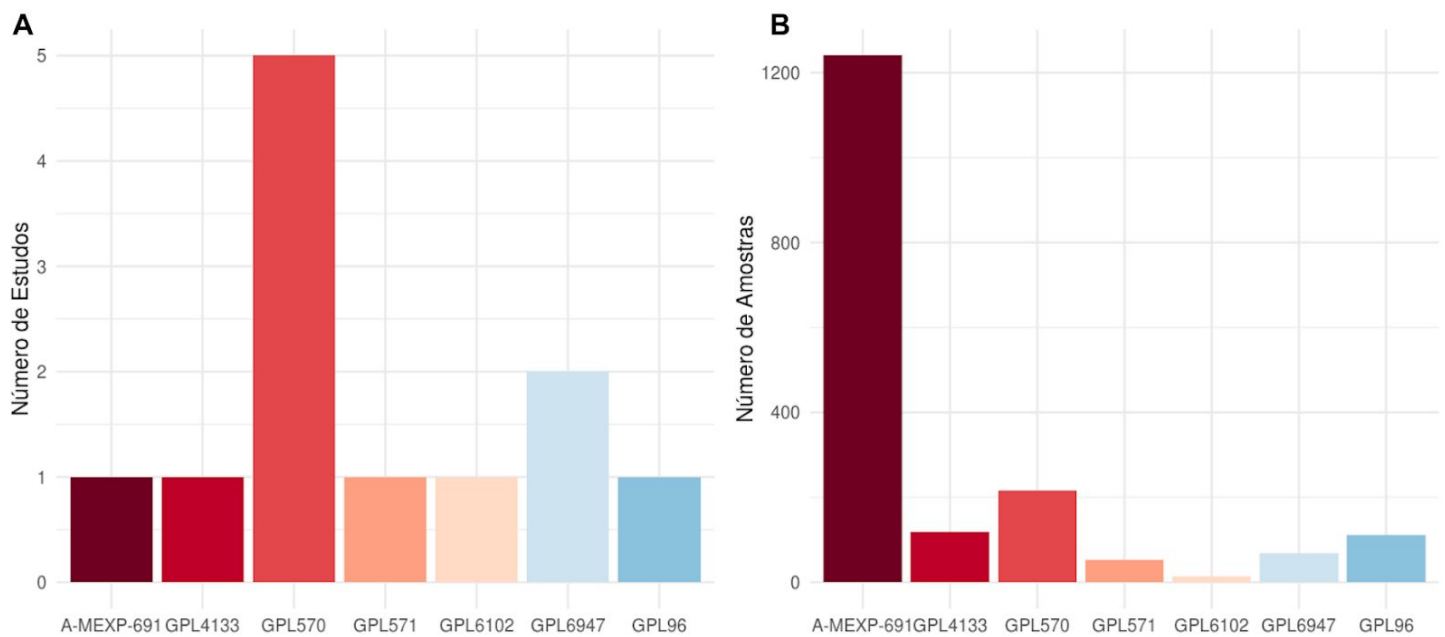 A
Número de Estudos
5
4
3
2
1
0
A-MEXP-691 GPL4133 GPL570 GPL571 GPL6102 GPL6947 GPL96
B
Número de Amostras
1200
800
400
0
A-MEXP-691 GPL4133 GPL570 GPL571 GPL6102 GPL6947 GPL96